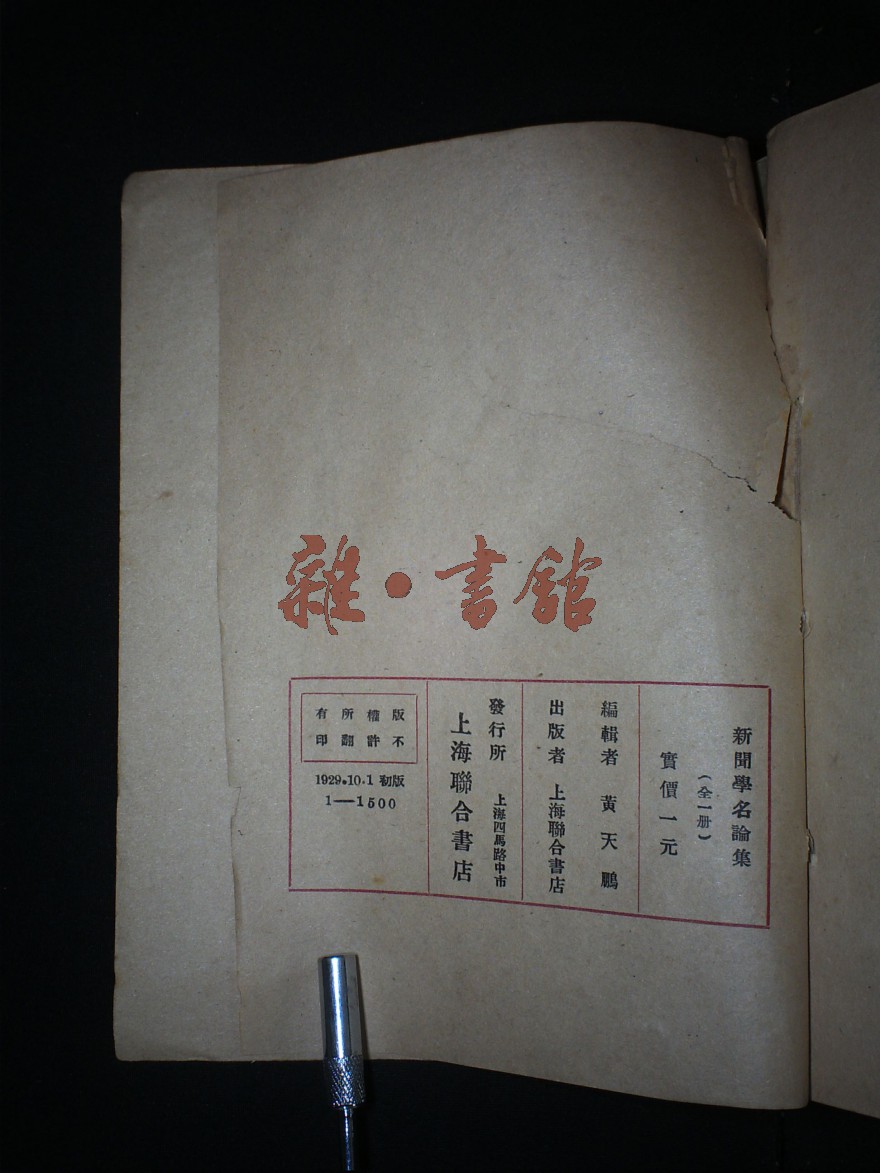 雜·書館
新聞學名論集
（全一册）
實價一元
編輯者 黃天鵬
出版者 上海聯合書店
發行所 上海四馬路中市
上海聯合書店
版權所有
不許翻印
1929.10.1 初版
1—1500